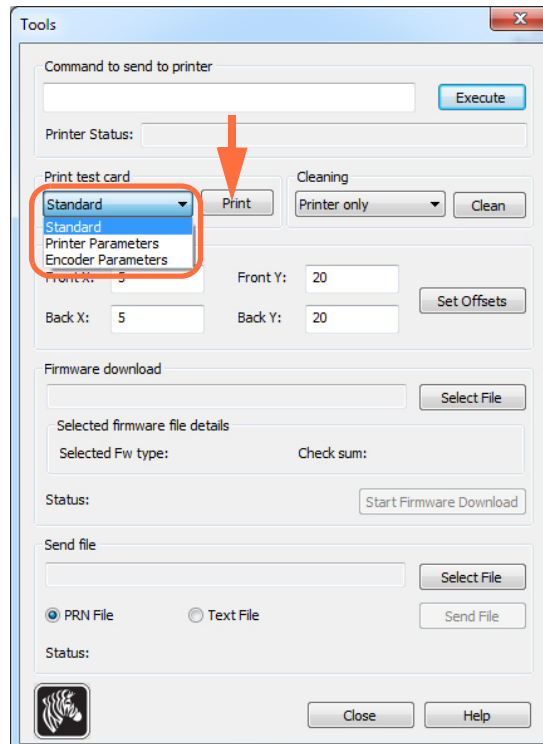 Tools
Command to send to printer
Execute
Printer Status:
Print test card
Cleaning
Standard
Print
Printer only
Clean
Standard
Printer Parameters
Encoder Parameters
Front X: 5 Front Y: 20
Set Offsets
Back X: 5 Back Y: 20
Firmware download
Select File
Selected firmware file details
Selected Fw type: Check sum:
Status:
Start Firmware Download
Send file
Select File
PRN File Text File
Send File
Status:
Close Help